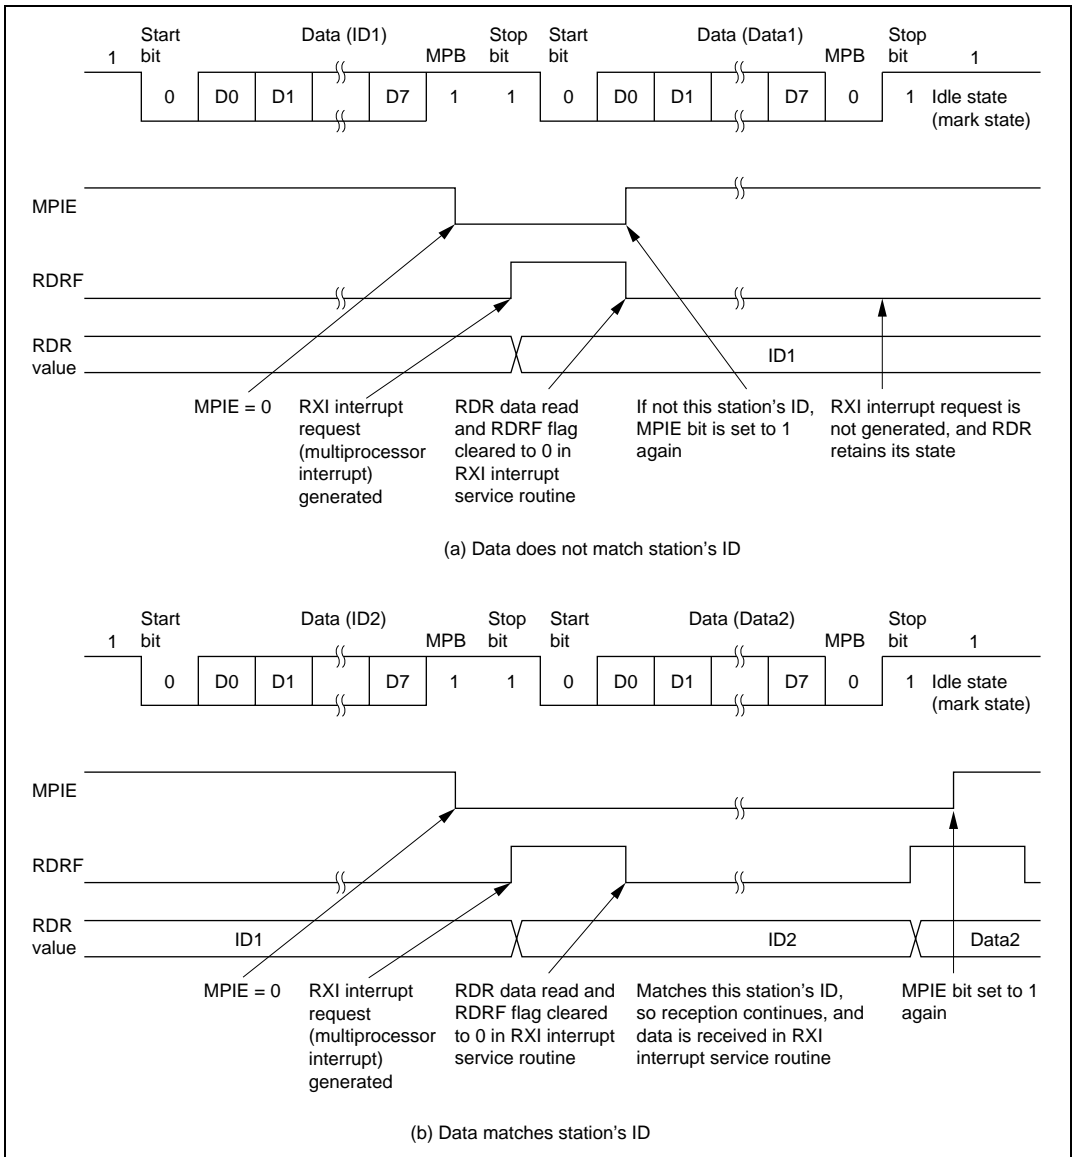 Start Data (ID1) Stop Start Data (Data1) Stop
1 bit MPB bit bit MPB bit 1
0 D0 D1 D7 1 1 0 D0 D1 D7 0 1 Idle state
(mark state)
MPIE
RDRF
RDR
value
ID1
MPIE = 0
RXI interrupt
request
(multiprocessor
interrupt)
generated
RDR data read
and RDRF flag
cleared to 0 in
RXI interrupt
service routine
If not this station's ID,
MPIE bit is set to 1
again
RXI interrupt request is
not generated, and RDR
retains its state
(a) Data does not match station's ID
Start Data (ID2) Stop Start Data (Data2) Stop
1 bit MPB bit bit MPB bit 1
0 D0 D1 D7 1 1 0 D0 D1 D7 0 1 Idle state
(mark state)
MPIE
RDRF
RDR
value
ID1 ID2 Data2
MPIE = 0
RXI interrupt
request
(multiprocessor
interrupt)
generated
RDR data read and
RDRF flag cleared
to 0 in RXI interrupt
service routine
Matches this station's ID,
so reception continues, and
data is received in RXI
interrupt service routine
MPIE bit set to 1
again
(b) Data matches station's ID